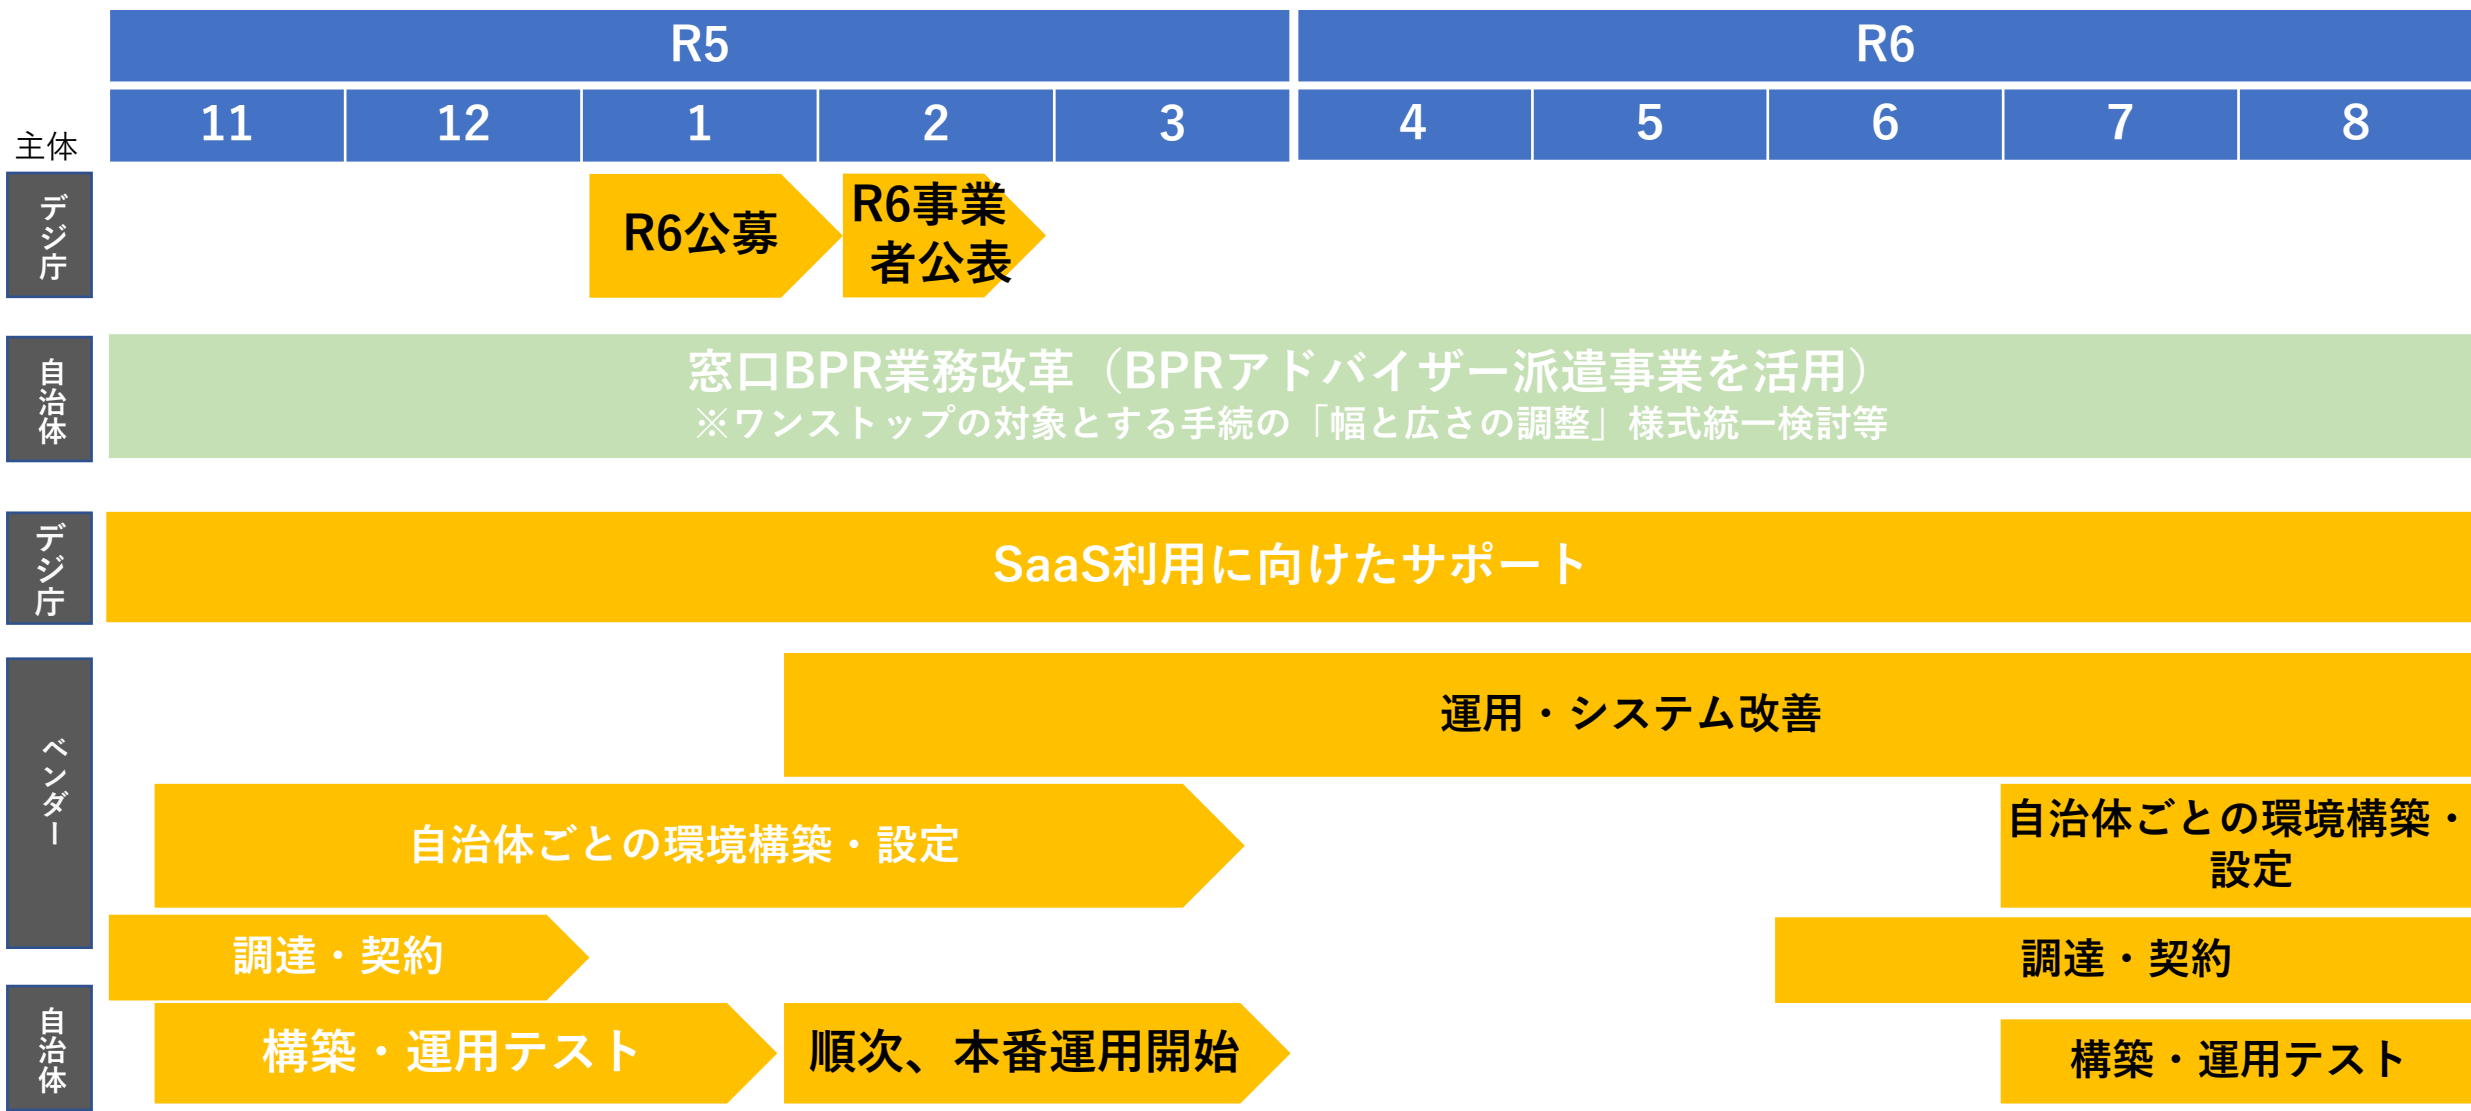 R5
R6
11
12
1
2
3
4
5
6
7
8
主体
デジ庁
R6公募
R6事業
者公表
自治体
窓口BPR業務改革（BPRアドバイザー派遣事業を活用）
※ワンストップの対象とする手続の「幅と広さの調整」様式統一検討等
デジ庁
SaaS利用に向けたサポート
ベンダー
運用・システム改善
自治体ごとの環境構築・設定
自治体ごとの環境構築・
設定
調達・契約
調達・契約
自治体
構築・運用テスト
順次、本番運用開始
構築・運用テスト